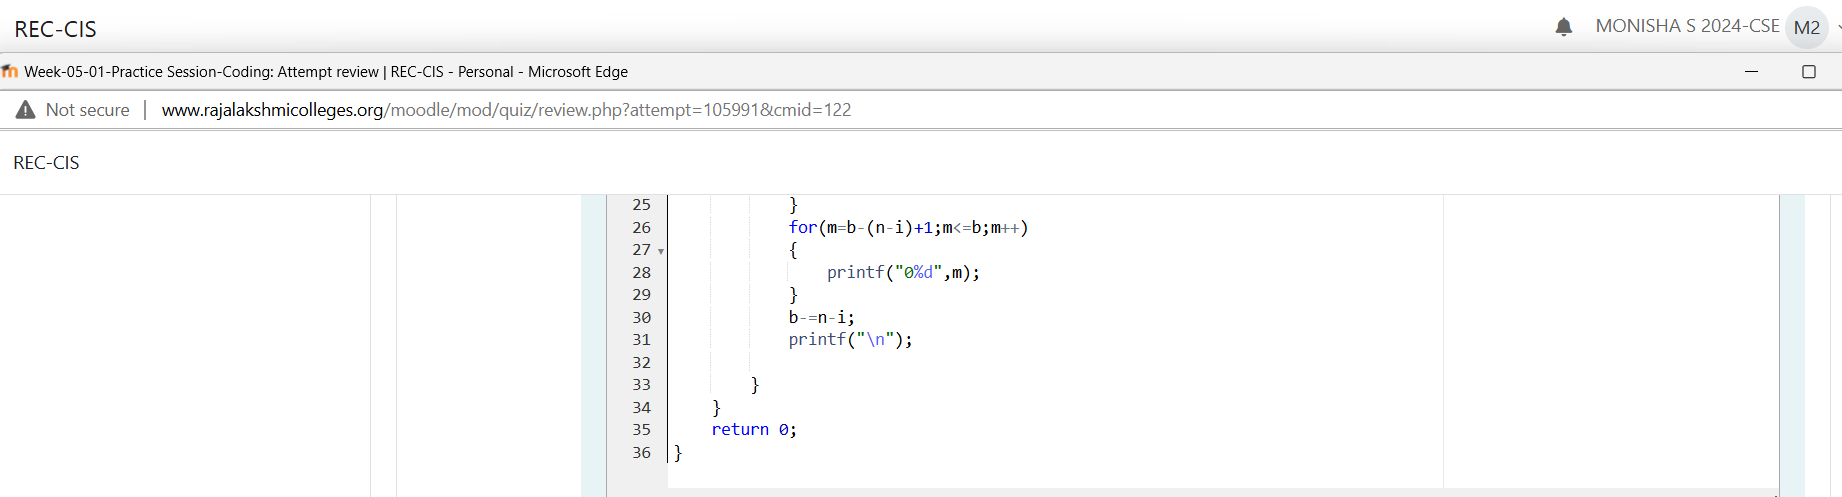 REC-CIS
MONISHA S 2024-CSE M2
Week-05-01-Practice Session-Coding: Attempt review | REC-CIS - Personal - Microsoft Edge
Not secure | www.rajalakshmicolleges.org/moodle/mod/quiz/review.php?attempt=105991&cmid=122
REC-CIS
25 }
26 for(m=b-(n-i)+1;m<=b;m++)
27 {
28 printf("0%d",m);
29 }
30 b-=n-i;
31 printf("\n");
32
33 }
34 }
35 return 0;
36 }